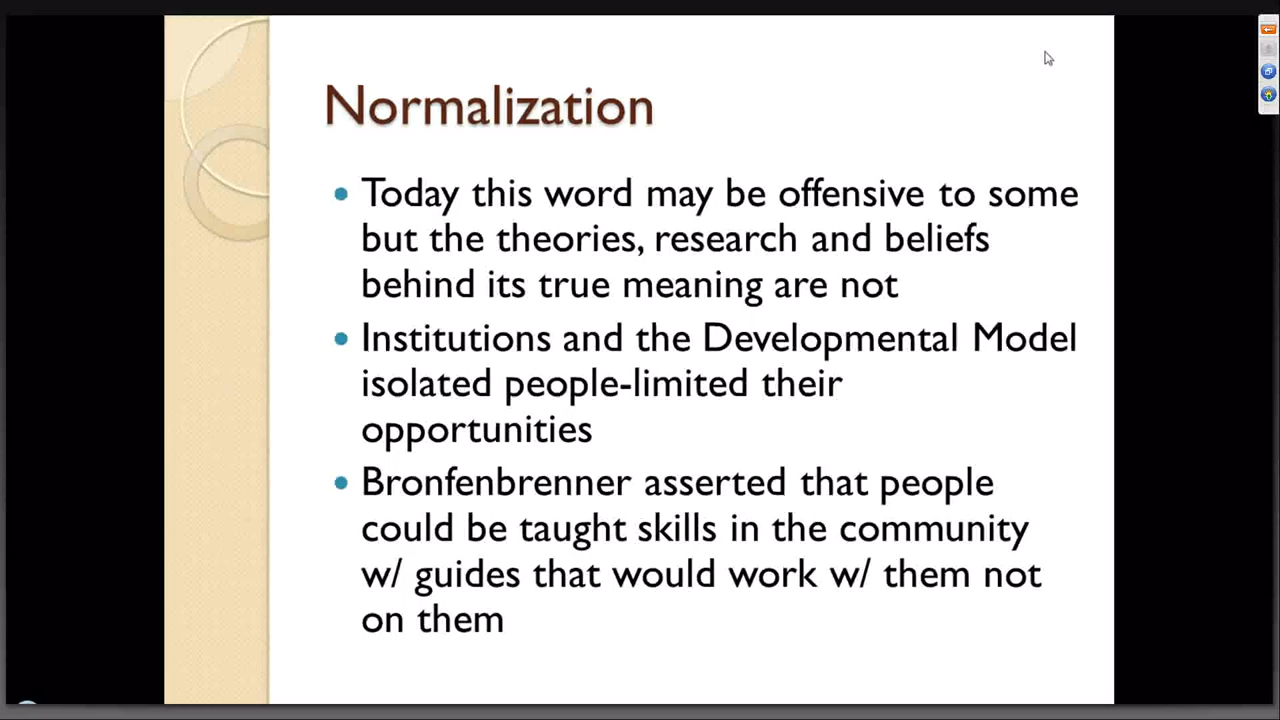 Normalization
• Today this word may be offensive to some
but the theories, research and beliefs
behind its true meaning are not
• Institutions and the Developmental Model
isolated people-limited their
opportunities
• Bronfenbrenner asserted that people
could be taught skills in the community
w/ guides that would work w/ them not
on them